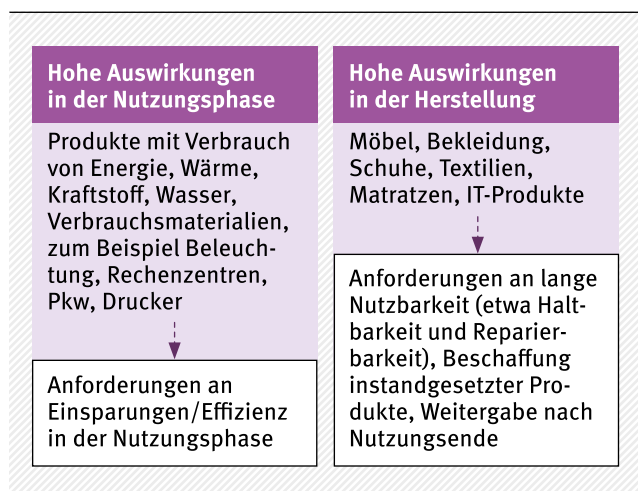 Hohe Auswirkungen
in der Nutzungsphase
Produkte mit Verbrauch
von Energie, Wärme,
Kraftstoff, Wasser,
Verbrauchsmaterialien,
zum Beispiel Beleuch-
tung, Rechenzentren,
Pkw, Drucker
Anforderungen an
Einsparungen/Effizienz
in der Nutzungsphase
Hohe Auswirkungen
in der Herstellung
Möbel, Bekleidung,
Schuhe, Textilien,
Matratzen, IT-Produkte
Anforderungen an lange
Nutzbarkeit (etwa Halt-
barkeit und Reparier-
barkeit), Beschaffung
instandgesetzter Pro-
dukte, Weitergabe nach
Nutzungsende